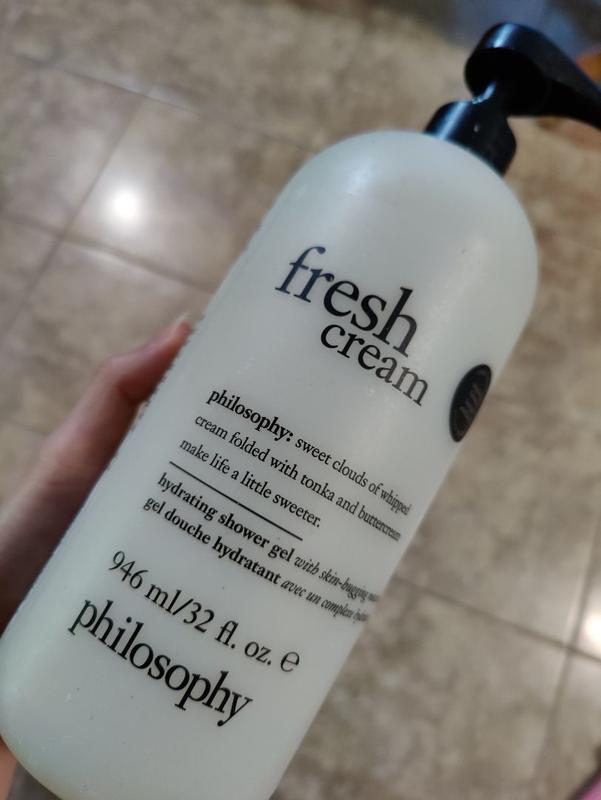 fresh
cream
philosophy: sweet clouds of whipped
cream folded with tonka and buttercream
make life a little sweeter.
hydrating shower gel with skin-hugging
gel douche hydratant avec un complexe
946 ml/32 fl. oz. ℮
philosophy